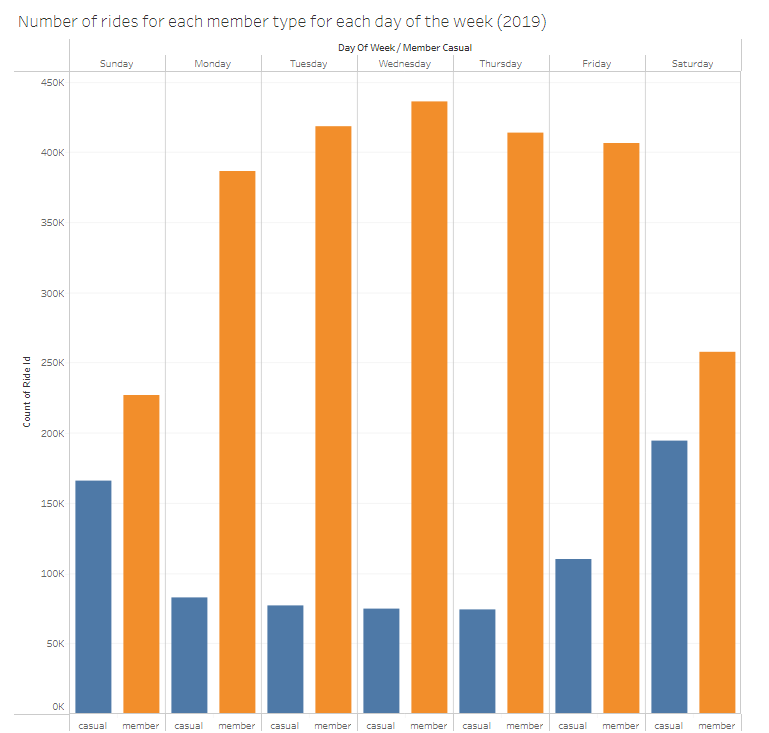 Number of rides for each member type for each day of the week (2019)
Day Of Week / Member Casual
Sunday Monday Tuesday Wednesday Thursday Friday Saturday
450K
400K
350K
300K
250K
200K
150K
100K
50K
0K
Count of Ride Id
casual member casual member casual member casual member casual member casual member casual member